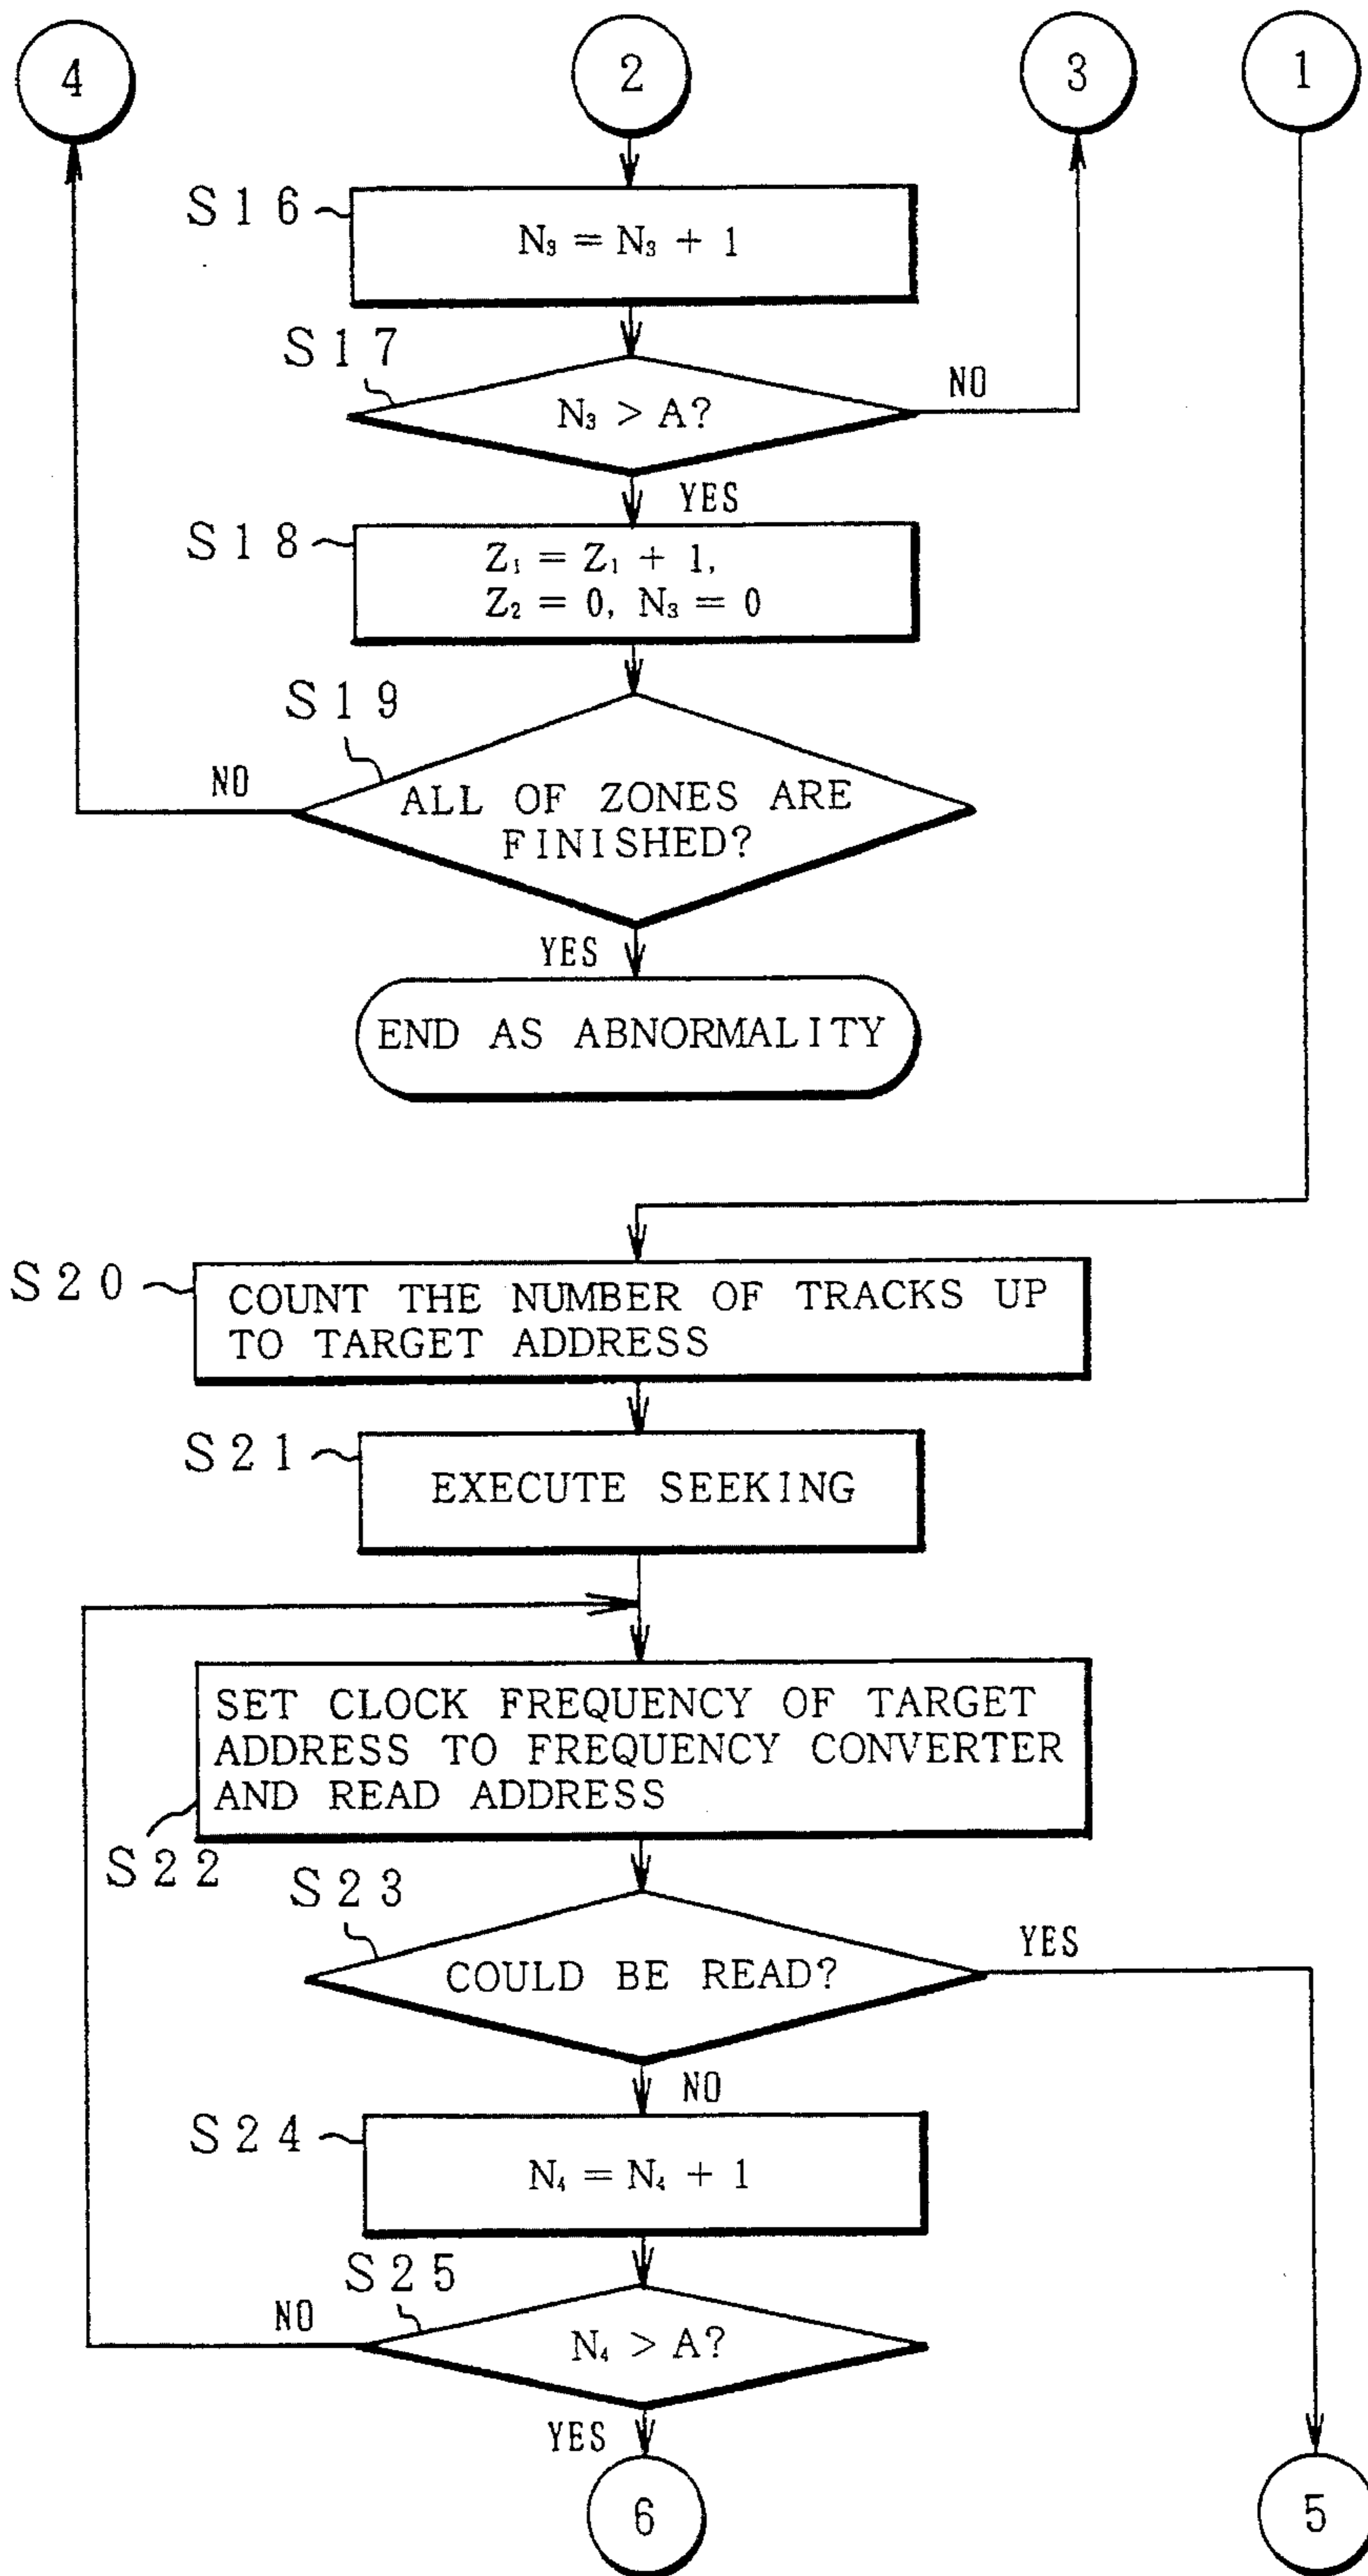 4
2
3
1
S16
N₃ = N₃ + 1
S17
N₃ > A?
NO
YES
S18
Z₁ = Z₁ + 1,
Z₂ = 0, N₃ = 0
S19
NO
ALL OF ZONES ARE
FINISHED?
YES
END AS ABNORMALITY
S20
COUNT THE NUMBER OF TRACKS UP
TO TARGET ADDRESS
S21
EXECUTE SEEKING
SET CLOCK FREQUENCY OF TARGET
ADDRESS TO FREQUENCY CONVERTER
AND READ ADDRESS
S22
S23
YES
COULD BE READ?
NO
S24
N₄ = N₄ + 1
S25
NO
N₄ > A?
YES
6
5